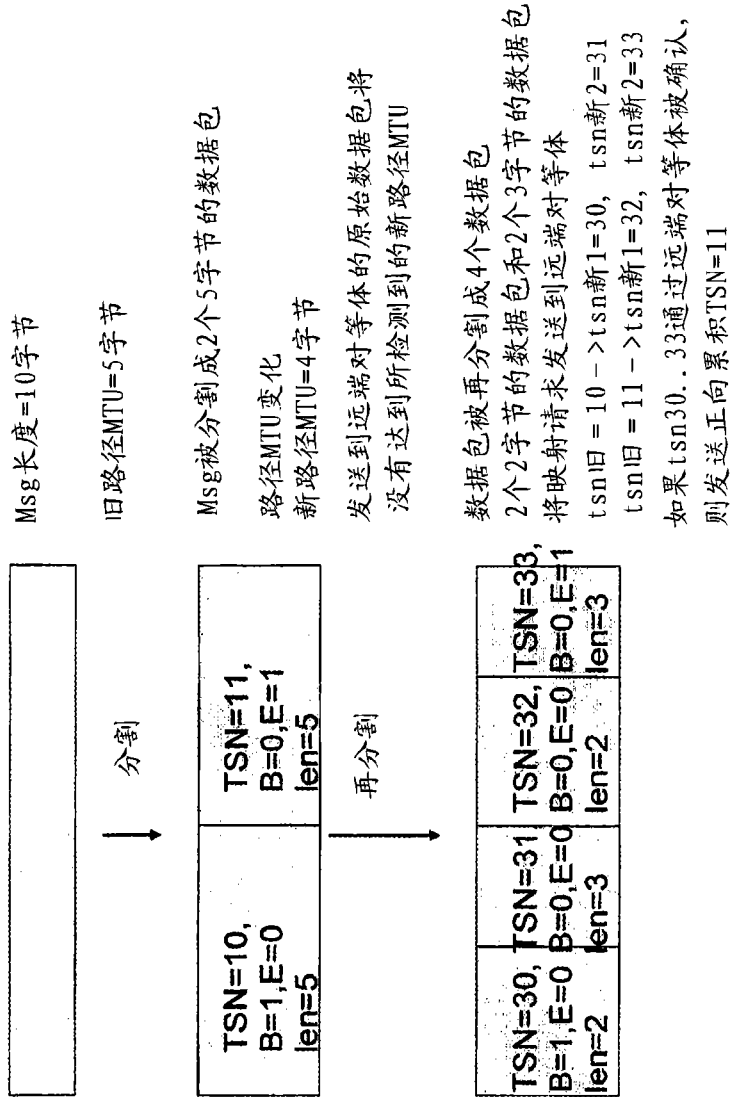 Msg长度=10字节
旧路径MTU=5字节
分割
Msg被分割成2个5字节的数据包
TSN=10,
B=1,E=0
len=5
TSN=11,
B=0,E=1
len=5
路径MTU变化
新路径MTU=4字节
再分割
发送到远端对等体的原始数据包将
没有达到所检测到的新路径MTU
数据包被再分割成4个数据包
2个2字节的数据包和2个3字节的数据包
将映射请求发送到远端对等体
tsn旧=10->tsn新1=30, tsn新2=31
tsn旧=11->tsn新1=32, tsn新2=33
如果tsn30..33通过远端对等体被确认,
则发送正向累积TSN=11
TSN=30,
B=1,E=0
len=2
TSN=31
B=0,E=0
len=3
TSN=32,
B=0,E=0
len=2
TSN=33,
B=0,E=1
len=3